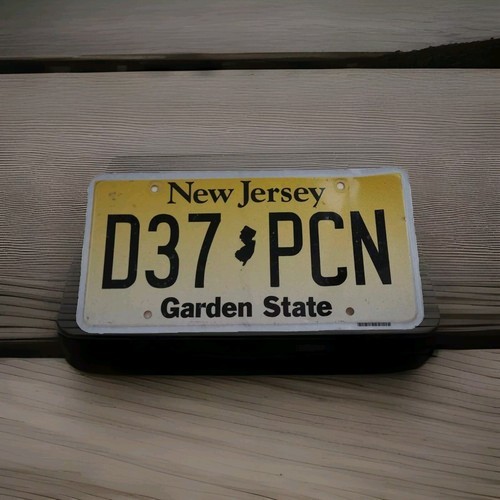 New Jersey
D37 PCN
Garden State